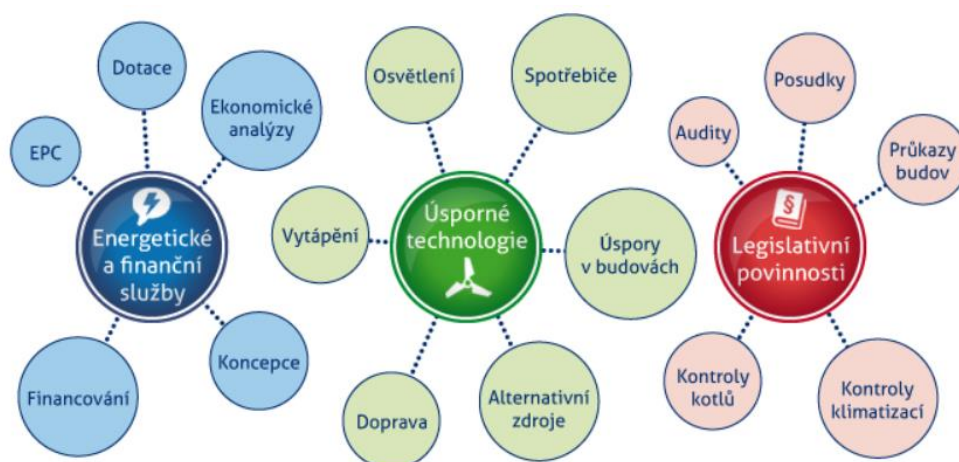 Dotace
Ekonomické
analýzy
EPC
Energetické
a finanční
služby
Financování
Koncepce
Osvětlení
Spotřebiče
Vytápění
Úsporné
technologie
Úspory
v budovách
Doprava
Alternativní
zdroje
Posudky
Audity
Průkazy
budov
§
Legislativní
povinnosti
Kontroly
kotlů
Kontroly
klimatizací